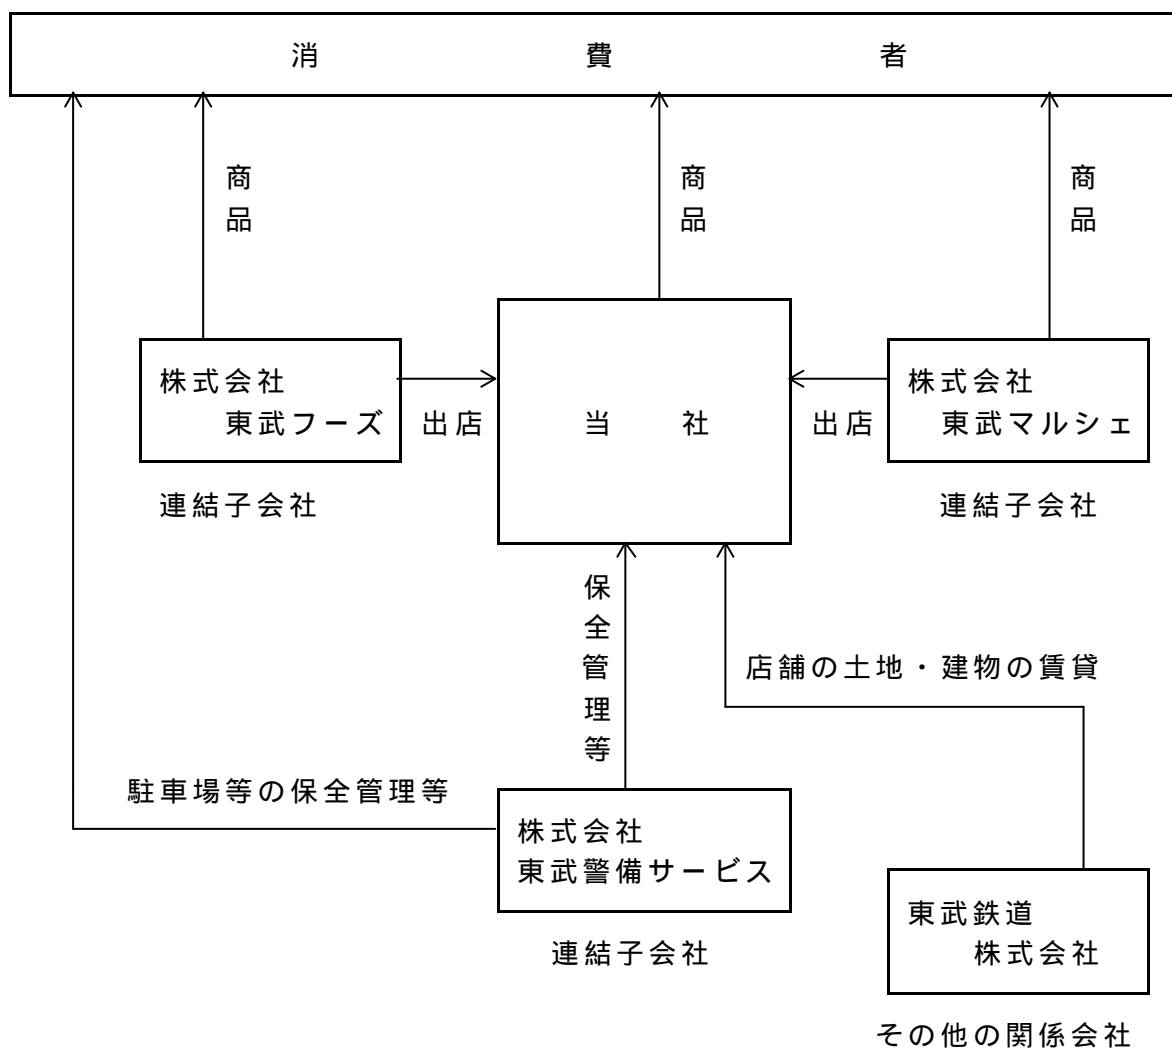 消費者
商品
商品
商品
株式会社
東武フーズ
出店
当社
出店
株式会社
東武マルシェ
連結子会社
連結子会社
保全管理等
店舗の土地・建物の賃貸
駐車場等の保全管理等
株式会社
東武警備サービス
連結子会社
東武鉄道
株式会社
その他の関係会社